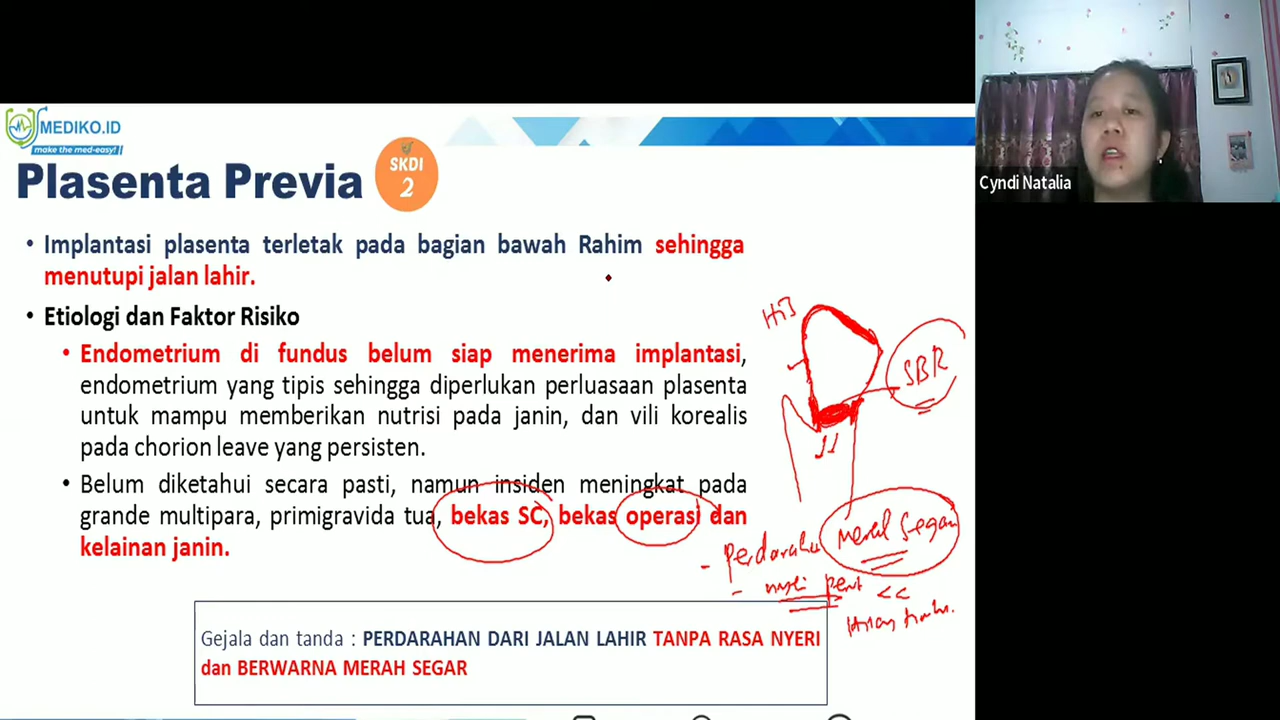 MEDIKO.ID
make the med-easy!
Plasenta Previa
SKDI
2
• Implantasi plasenta terletak pada bagian bawah Rahim sehingga
menutupi jalan lahir.
• Etiologi dan Faktor Risiko
• Endometrium di fundus belum siap menerima implantasi,
endometrium yang tipis sehingga diperlukan perluasaan plasenta
untuk mampu memberikan nutrisi pada janin, dan vili korealis
pada chorion leave yang persisten.
• Belum diketahui secara pasti, namun insiden meningkat pada
grande multipara, primigravida tua, bekas SC, bekas operasi dan
kelainan janin.
SBR
- Perdarahan merah segar
- nyeri perut <<
Gejala dan tanda : PERDARAHAN DARI JALAN LAHIR TANPA RASA NYERI
dan BERWARNA MERAH SEGAR
Cyndi Natalia